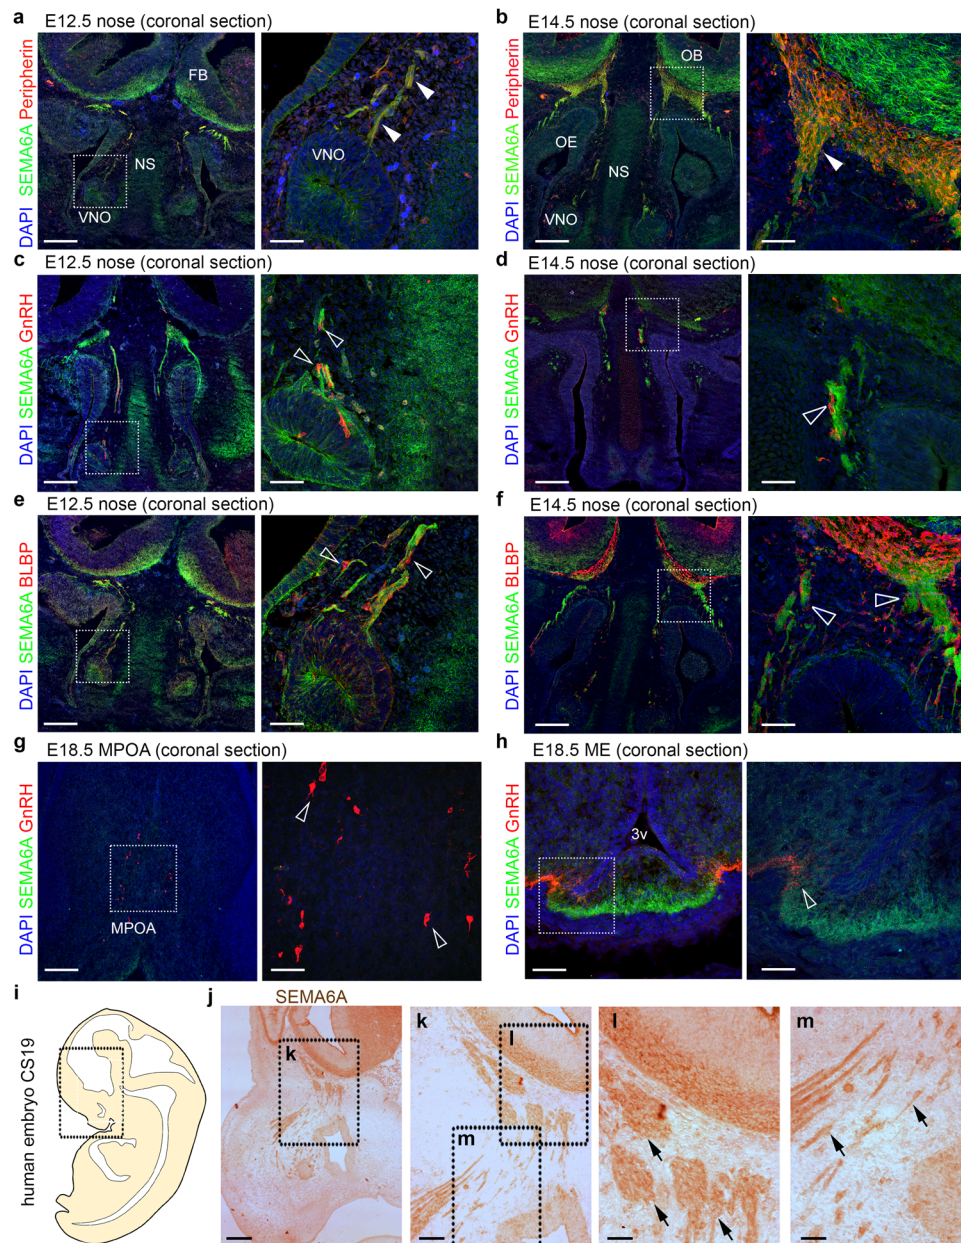 a E12.5 nose (coronal section)
DAPI SEMA6A Peripherin
FB
NS
VNO
VNO
b E14.5 nose (coronal section)
DAPI SEMA6A Peripherin
OB
OE
NS
VNO
c E12.5 nose (coronal section)
DAPI SEMA6A GnRH
d E14.5 nose (coronal section)
DAPI SEMA6A GnRH
e E12.5 nose (coronal section)
DAPI SEMA6A BLBP
f E14.5 nose (coronal section)
DAPI SEMA6A BLBP
g E18.5 MPOA (coronal section)
DAPI SEMA6A GnRH
MPOA
h E18.5 ME (coronal section)
DAPI SEMA6A GnRH
3v
i
human embryo CS19
j SEMA6A
k
k
l
m
l
m